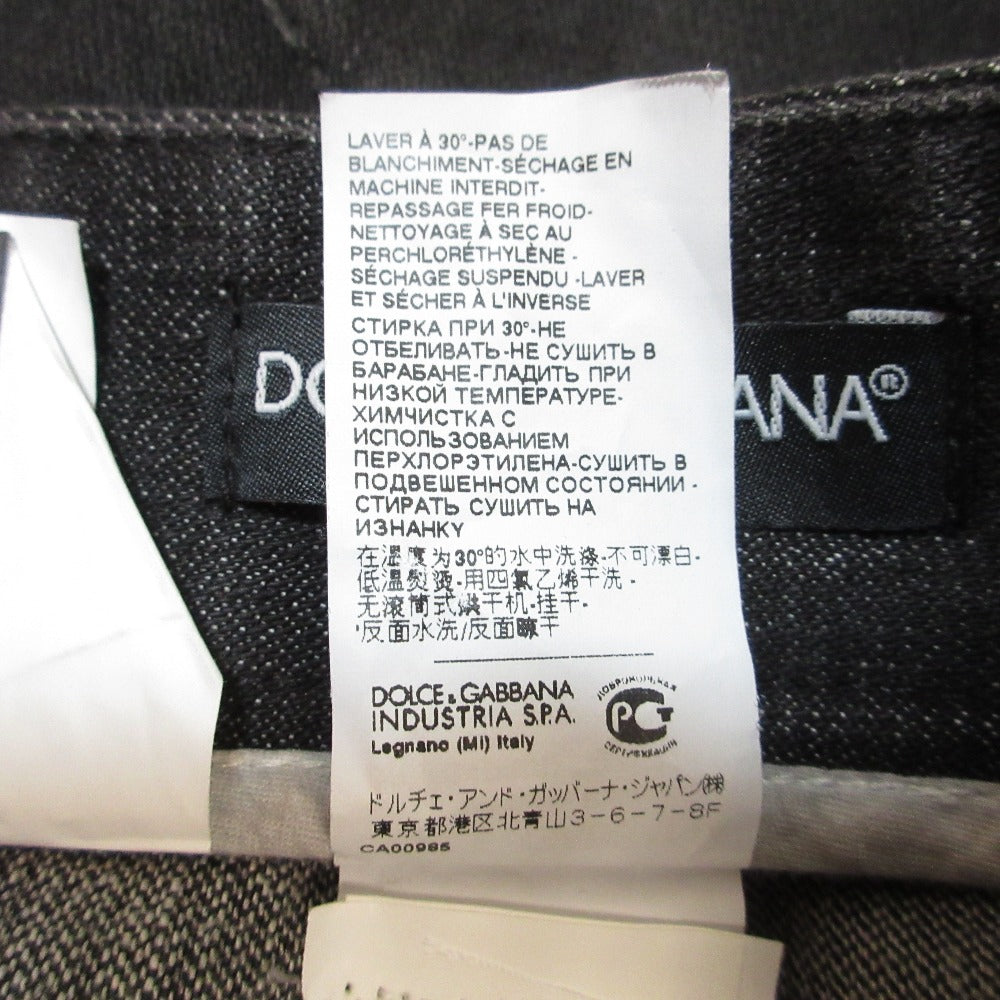 LAVER À 30°-PAS DE
BLANCHIMENT-SÉCHAGE EN
MACHINE INTERDIT-
REPASSAGE FER FROID-
NETTOYAGE À SEC AU
PERCHLORÉTHYLÈNE -
SÉCHAGE SUSPENDU -LAVER
ET SÉCHER À L'INVERSE
СТИРКА ПРИ 30°-НЕ
ОТБЕЛИВАТЬ-НЕ СУШИТЬ В
БАРАБАНЕ-ГЛАДИТЬ ПРИ
НИЗКОЙ ТЕМПЕРАТУРЕ-
ХИМЧИСТКА С
ИСПОЛЬЗОВАНИЕМ
ПЕРХЛОРЭТИЛЕНА-СУШИТЬ В
ПОДВЕШЕННОМ СОСТОЯНИИ -
СТИРАТЬ СУШИТЬ НА
ИЗНАНКУ
在温度为30°的水中洗涤-不可漂白-
低温熨烫-用四氯乙烯干洗-
无滚筒式烘干机-挂干-
反面水洗/反面晾干
DOLCE&GABBANA
INDUSTRIA S.P.A.
Legnano (Mi) Italy
ДОБРОВОЛЬНАЯ
РСТ
СЕРТИФИКАЦИЯ
ドルチェ・アンド・ガッバーナ・ジャパン㈱
東京都港区北青山3-6-7-8F
CA00985
DO
BANA®